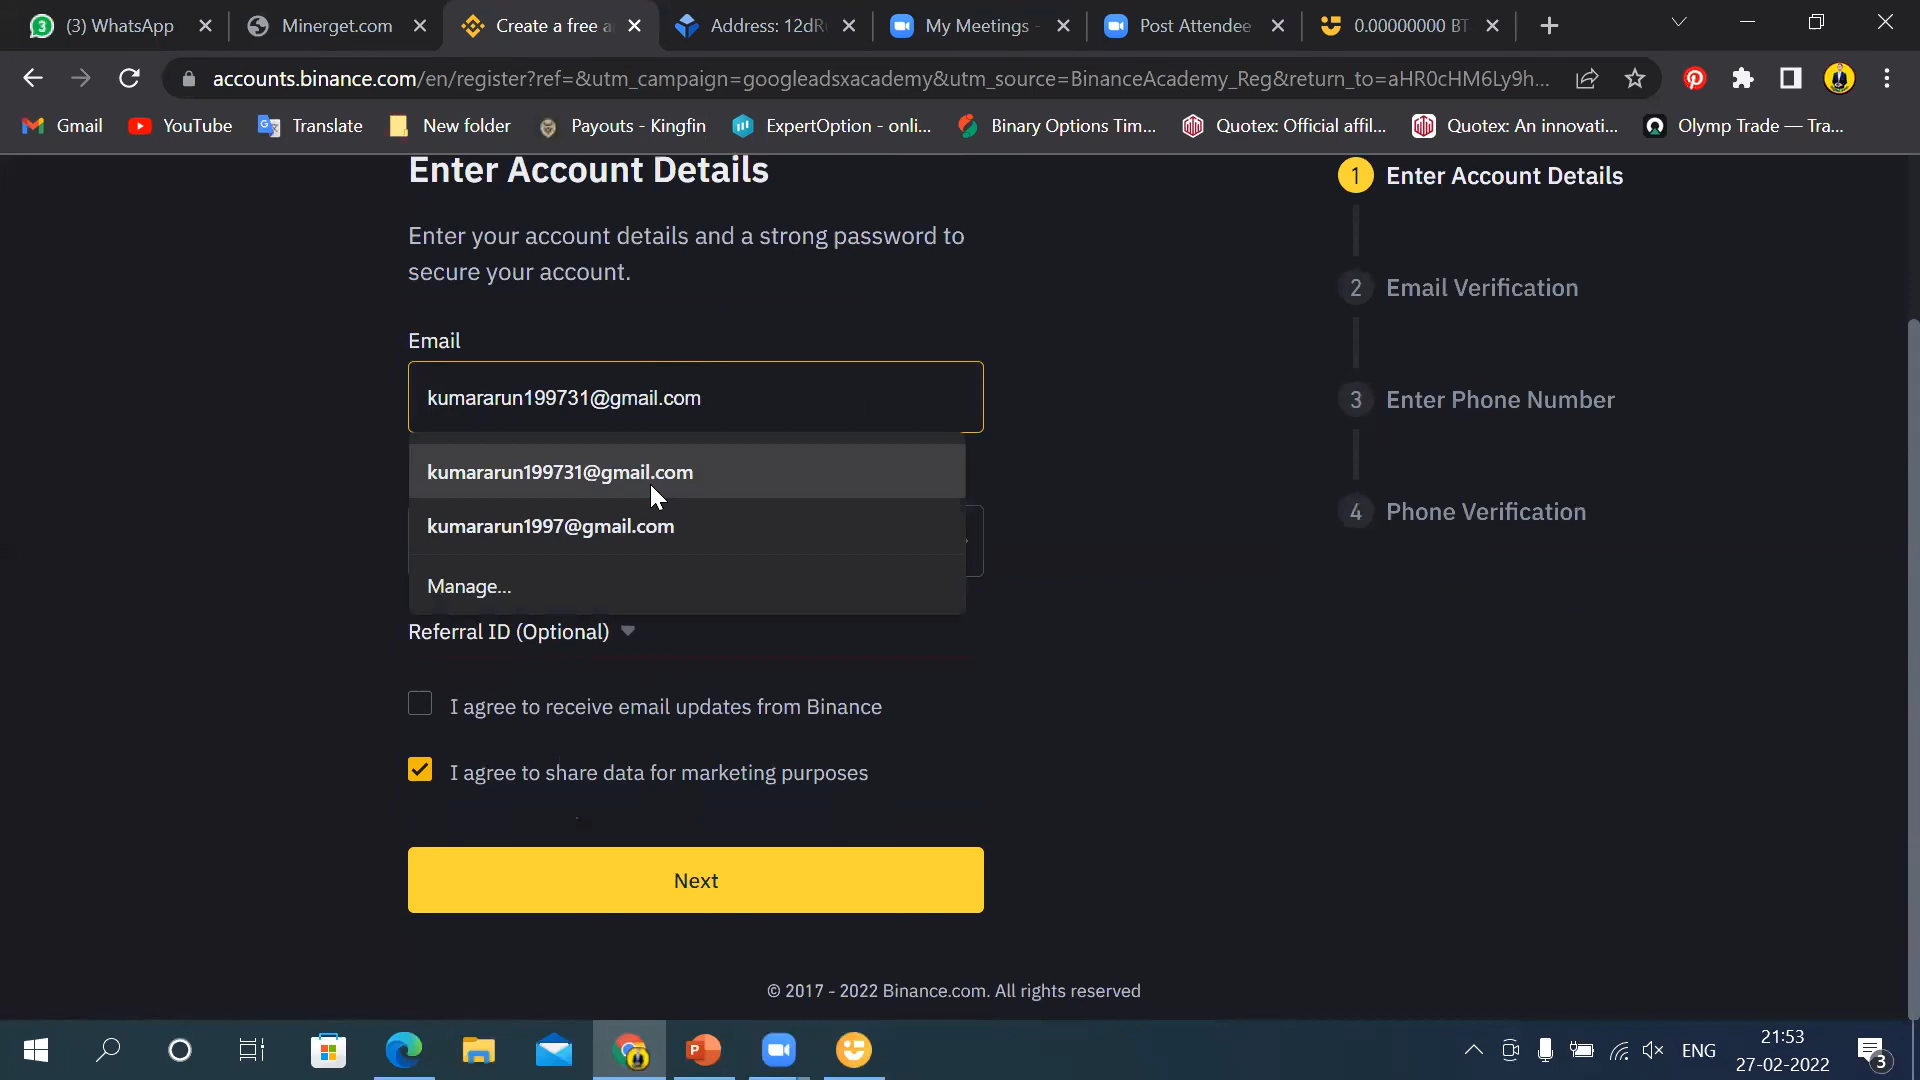 (3) WhatsApp
Minerget.com
Create a free a
Address: 12dR
My Meetings -
Post Attendee
0.00000000 BT
accounts.binance.com/en/register?ref=&utm_campaign=googleadsxacademy&utm_source=BinanceAcademy_Reg&return_to=aHR0cHM6Ly9h...
Gmail
YouTube
Translate
New folder
Payouts - Kingfin
ExpertOption - onli...
Binary Options Tim...
Quotex: Official affil...
Quotex: An innovati...
Olymp Trade — Tra...
Enter Account Details
Enter your account details and a strong password to
secure your account.
Email
kumararun199731@gmail.com
kumararun199731@gmail.com
kumararun1997@gmail.com
Manage...
Referral ID (Optional)
I agree to receive email updates from Binance
I agree to share data for marketing purposes
Next
1 Enter Account Details
2 Email Verification
3 Enter Phone Number
4 Phone Verification
© 2017 - 2022 Binance.com. All rights reserved
ENG
21:53
27-02-2022
3